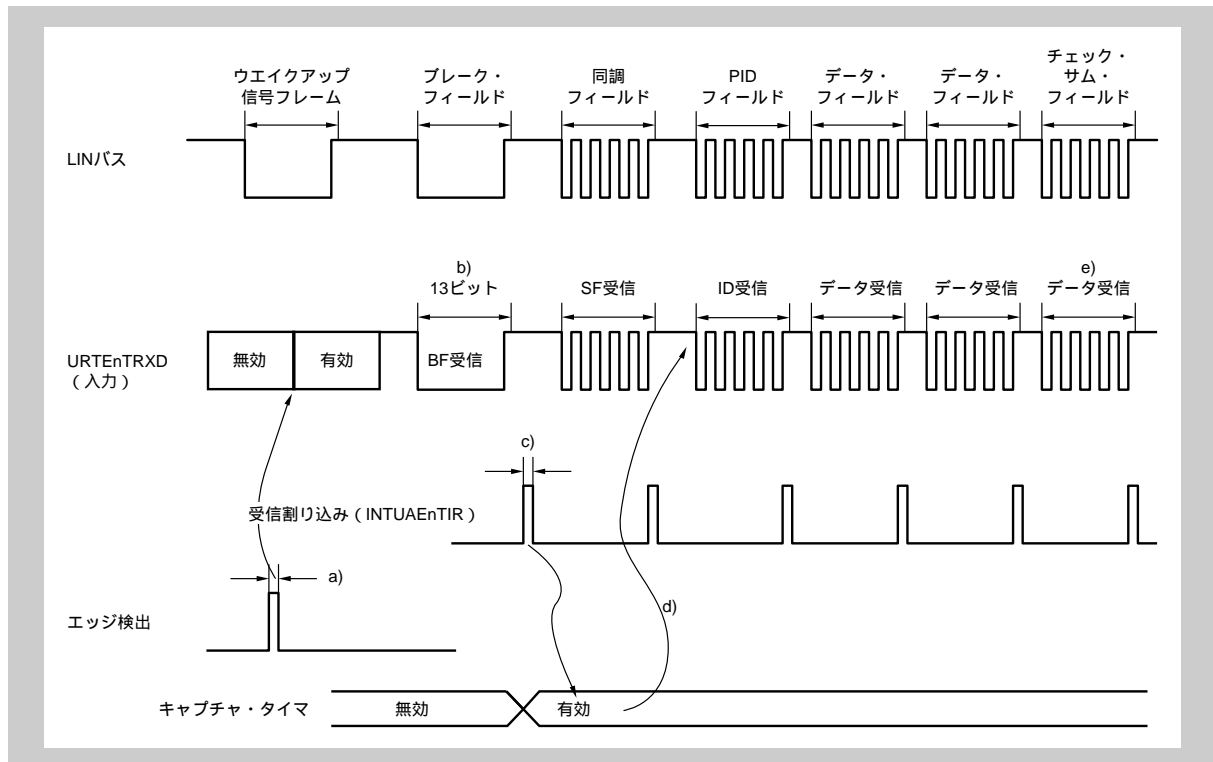 ウエイクアップ
信号フレーム
ブレーク・
フィールド
同調
フィールド
PID
フィールド
データ・
フィールド
データ・
フィールド
チェック・
サム・
フィールド
LINバス
b)
13ビット
SF受信
ID受信
データ受信
データ受信
e)
データ受信
URTEnTRXD
（入力）
無効
有効
BF受信
c)
受信割り込み（INTUAEnTIR）
a)
d)
エッジ検出
キャプチャ・タイマ
無効
有効